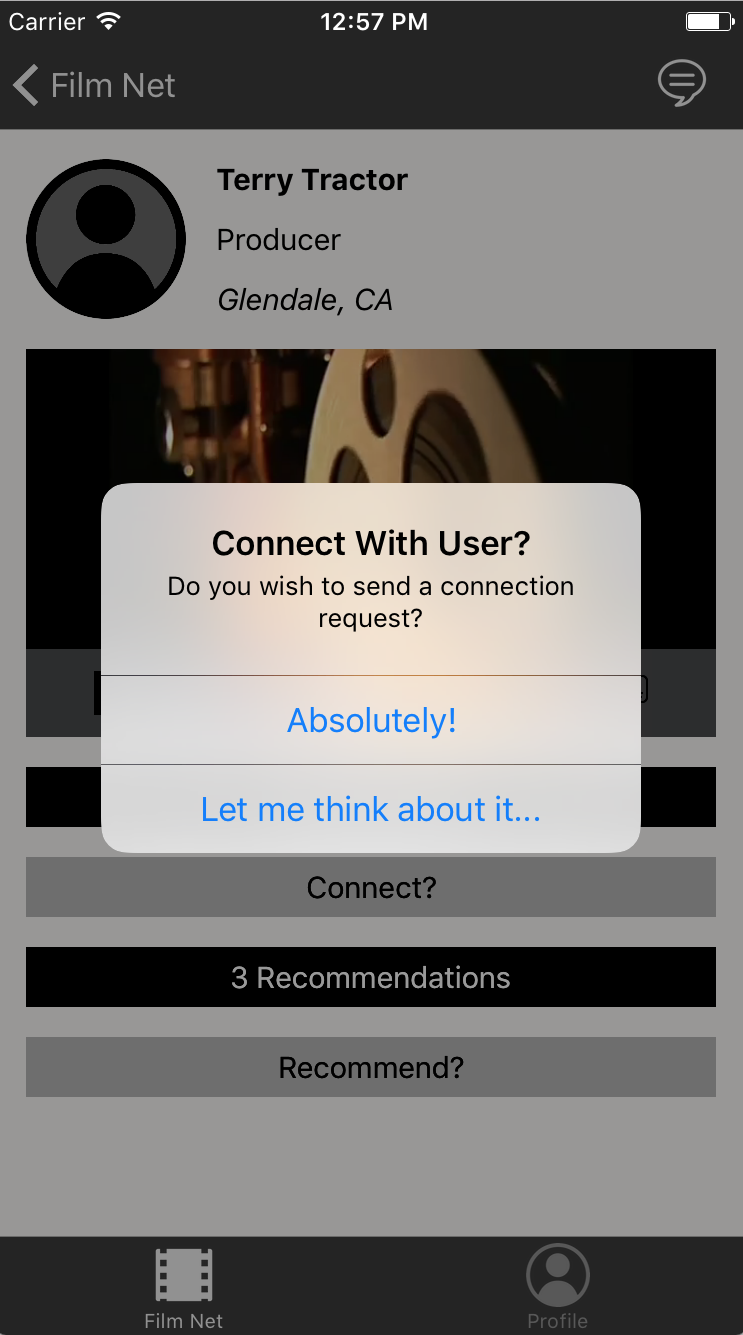 Carrier 12:57 PM
Film Net
Terry Tractor
Producer
Glendale, CA
Connect With User?
Do you wish to send a connection
request?
Absolutely!
Let me think about it...
Connect?
3 Recommendations
Recommend?
Film Net Profile